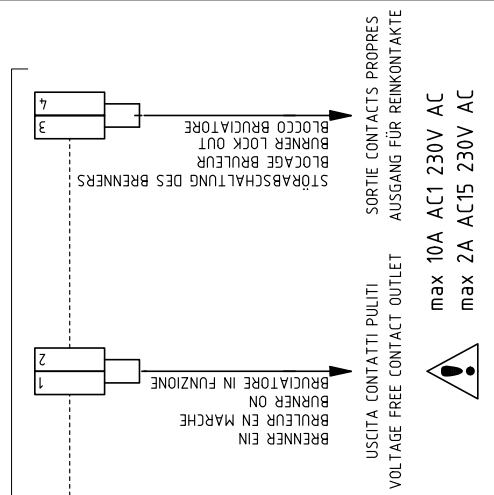 4
3
BLOCCO BRUCIATORE
BURNER LOCK OUT
BLOCAGE BRULEUR
STÖRABSCHALTUNG DES BRENNERS
2
1
BRUCIATORE IN FUNZIONE
BURNER ON
BRULEUR EN MARCHE
BRENNER EIN
USCITA CONTATTI PULITI
VOLTAGE FREE CONTACT OUTLET
SORTIE CONTACTS PROPRES
AUSGANG FÜR REINKONTAKTE
max 10A AC1 230V AC
max 2A AC15 230V AC
!